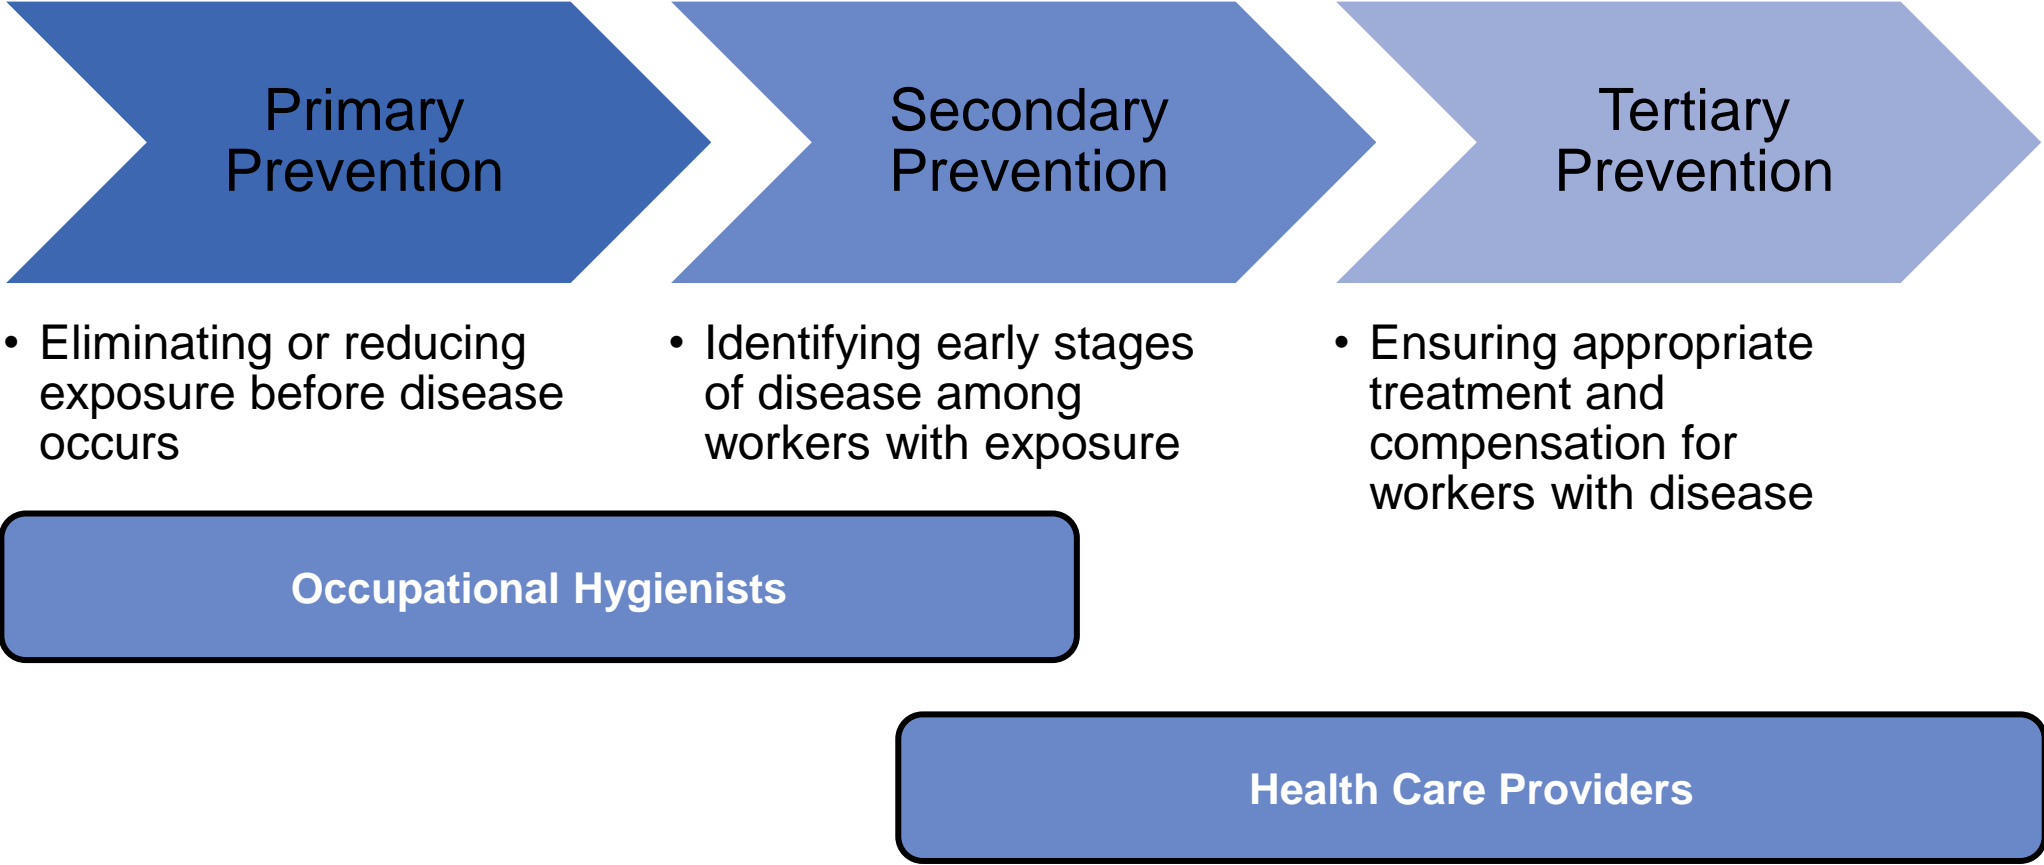 Primary
Prevention
Secondary
Prevention
Tertiary
Prevention
• Eliminating or reducing
exposure before disease
occurs
• Identifying early stages
of disease among
workers with exposure
• Ensuring appropriate
treatment and
compensation for
workers with disease
Occupational Hygienists
Health Care Providers